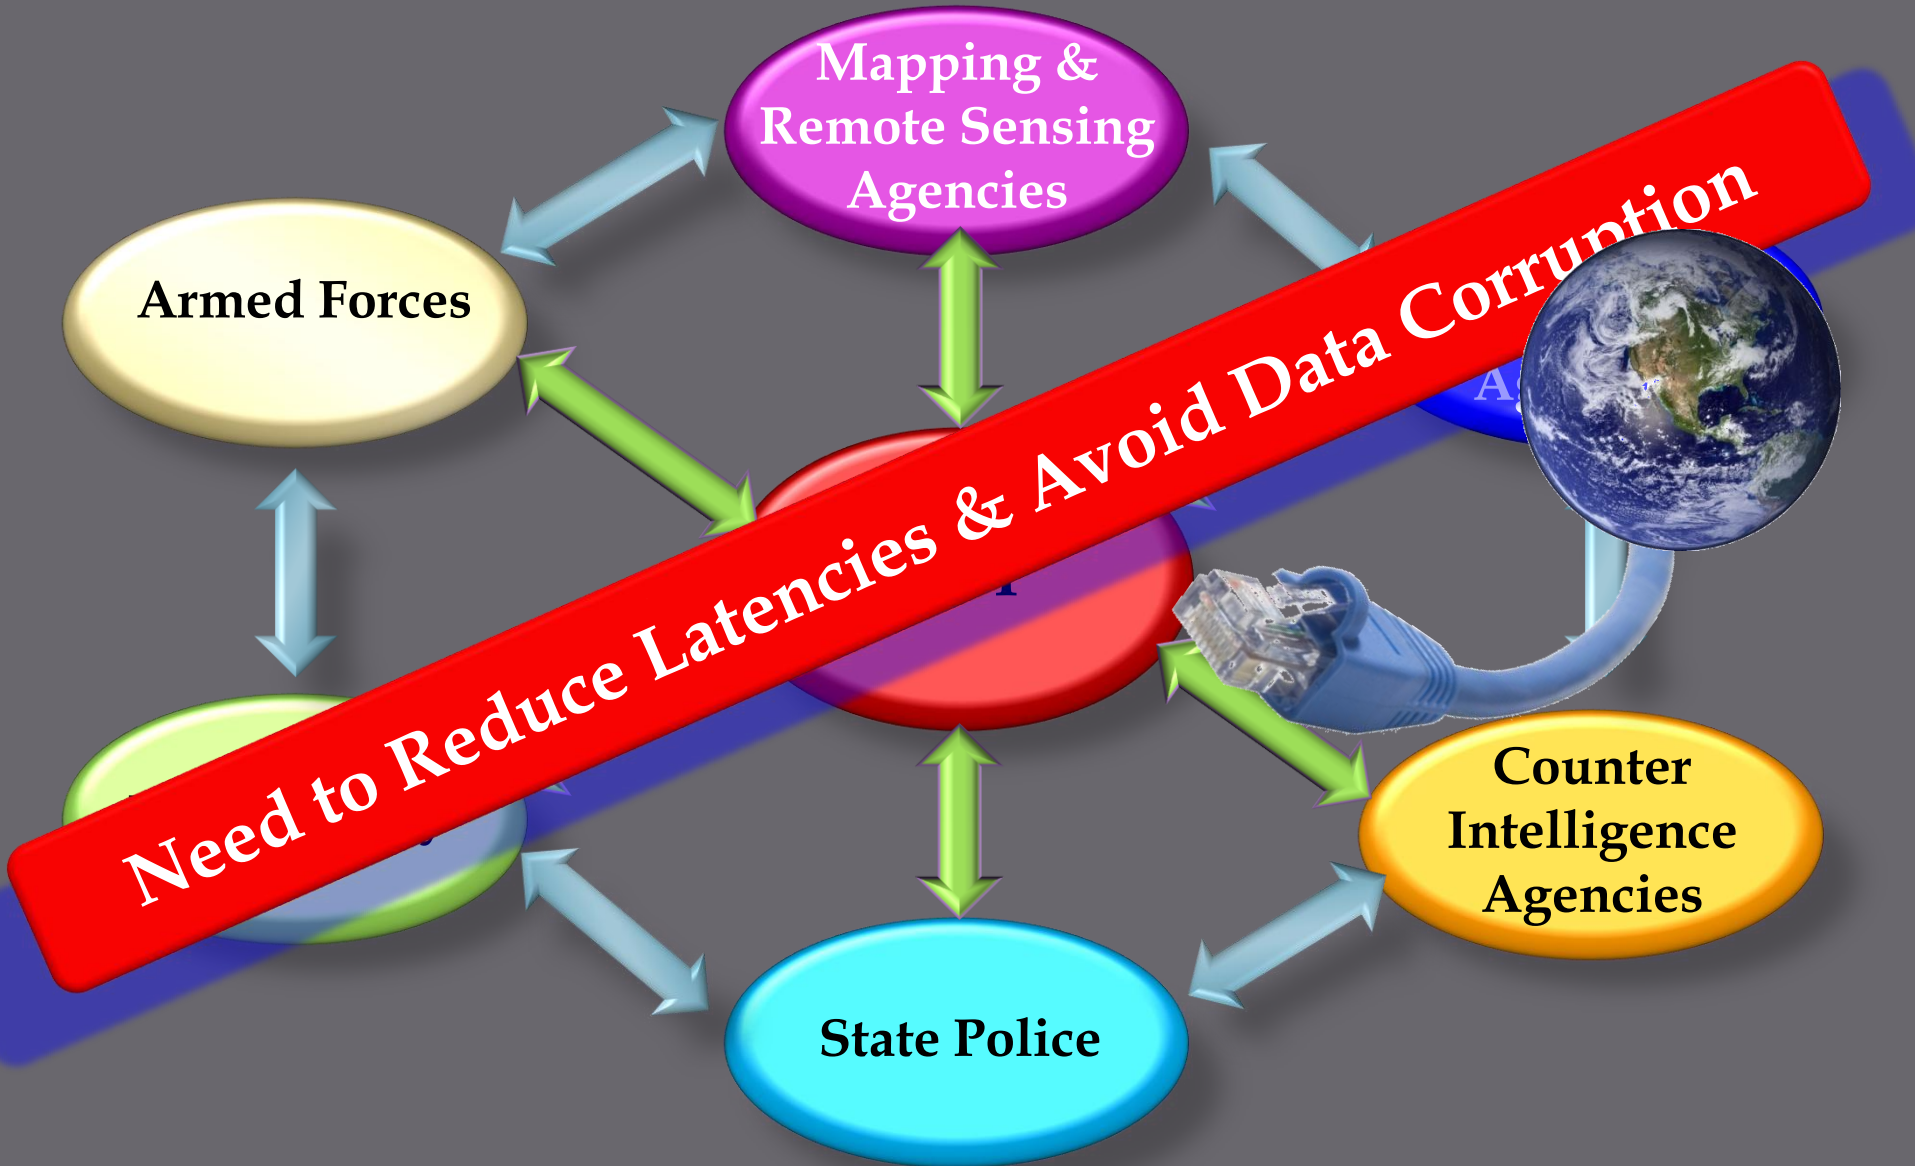 Mapping &
Remote Sensing
Agencies
Armed Forces
Need to Reduce Latencies & Avoid Data Corruption
Counter
Intelligence
Agencies
State Police